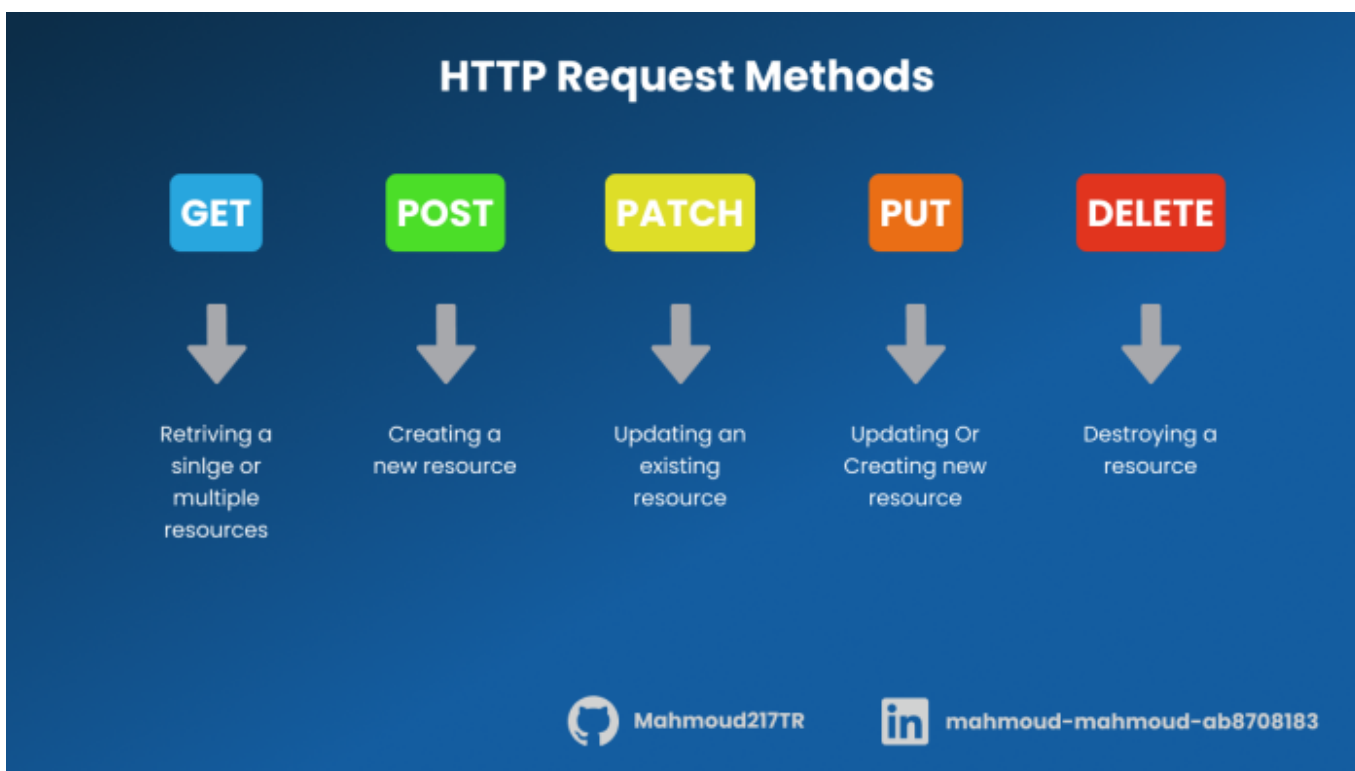 HTTP Request Methods
GET
POST
PATCH
PUT
DELETE
Retriving a
sinlge or
multiple
resources
Creating a
new resource
Updating an
existing
resource
Updating Or
Creating new
resource
Destroying a
resource
Mahmoud217TR
in
mahmoud-mahmoud-ab8708183